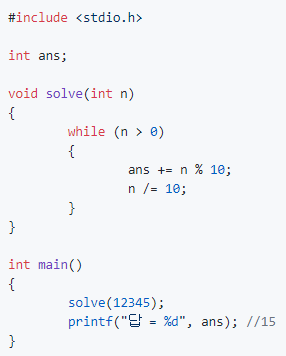 #include <stdio.h>
int ans;
void solve(int n)
{
while (n > 0)
{
ans += n % 10;
n /= 10;
}
}
int main()
{
solve(12345);
printf("답 = %d", ans); //15
}